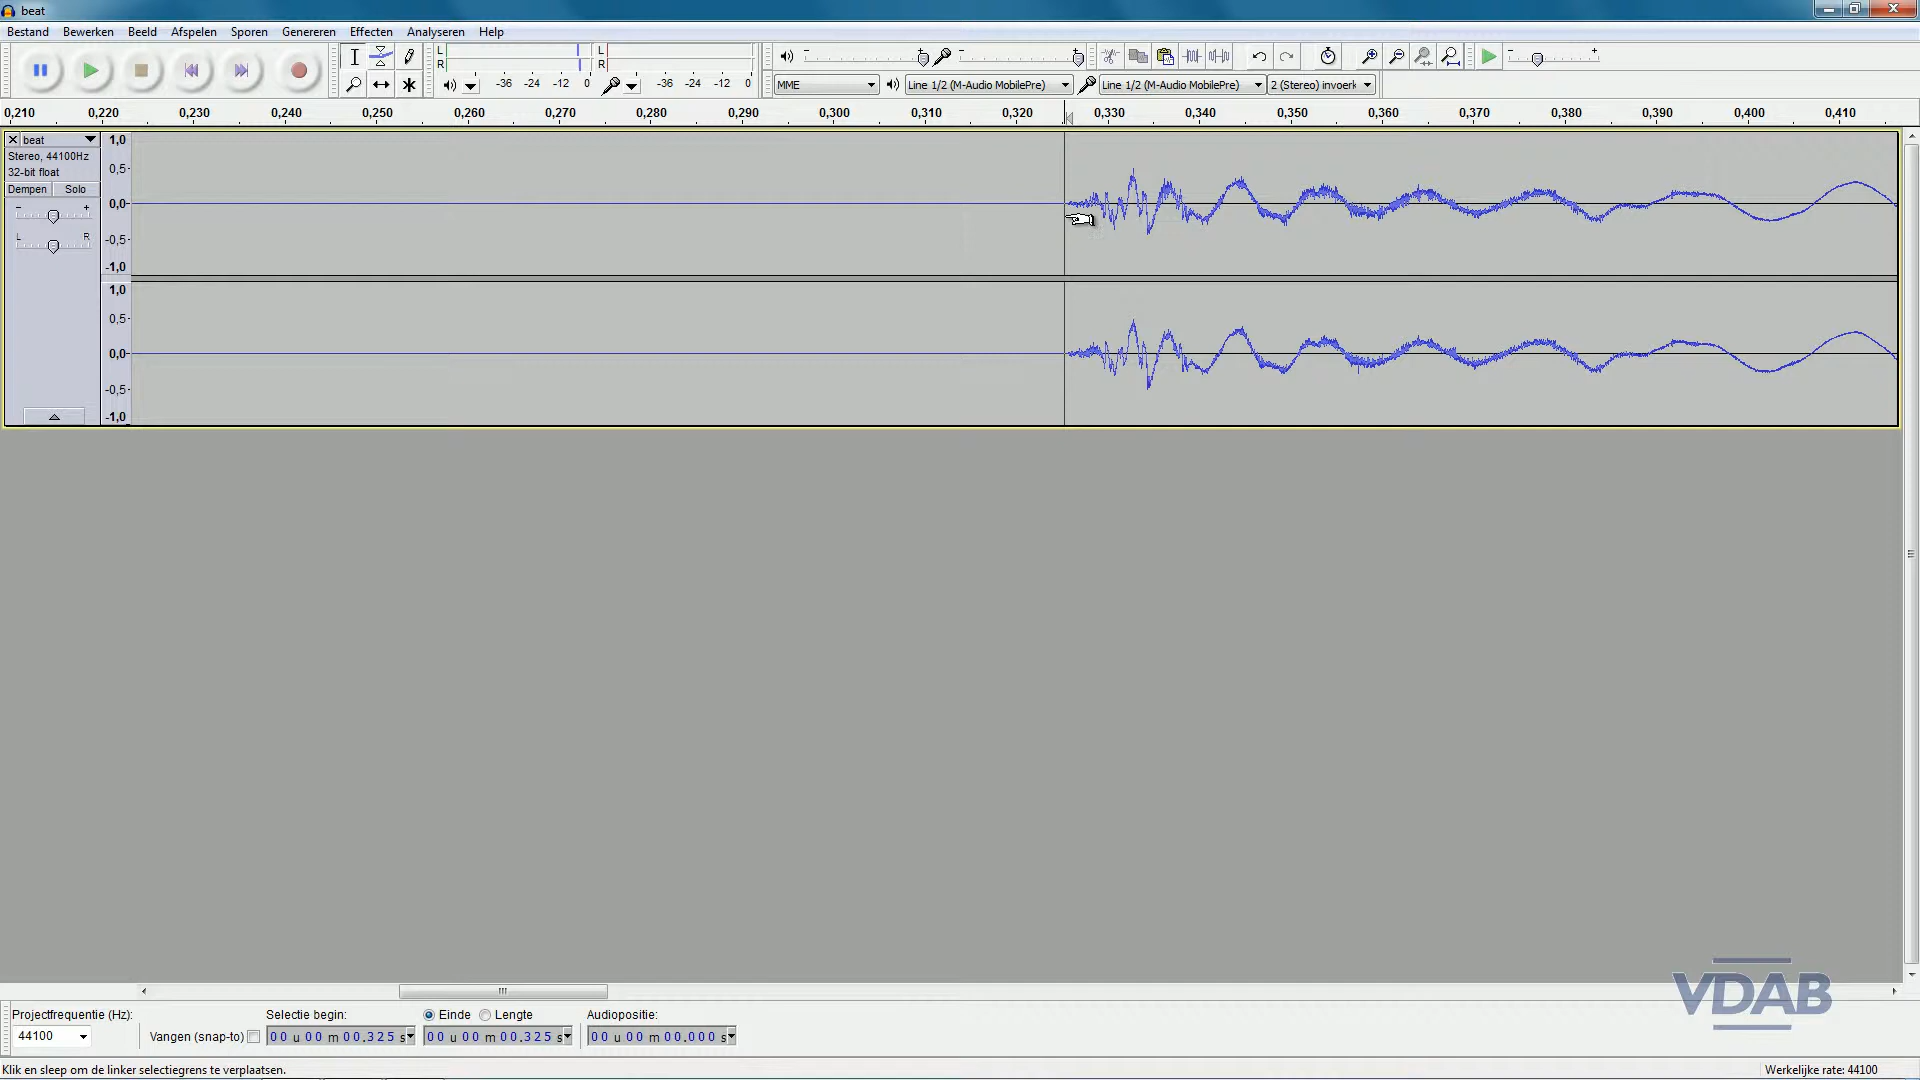 beat
Bestand Bewerken Beeld Afspelen Sporen Genereren Effecten Analyseren Help
L R -36 -24 -12 0 L R -36 -24 -12 0
MME Line 1/2 (M-Audio MobilePre) Line 1/2 (M-Audio MobilePre) 2 (Stereo) invoerk
0,210 0,220 0,230 0,240 0,250 0,260 0,270 0,280 0,290 0,300 0,310 0,320 0,330 0,340 0,350 0,360 0,370 0,380 0,390 0,400 0,410
beat
Stereo, 44100Hz
32-bit float
Dempen Solo
- +
L R
1,0
0,5-
0,0-
-0,5-
-1,0
1,0
0,5-
0,0-
-0,5-
-1,0
VDAB
Projectfrequentie (Hz): Selectie begin: Einde Lengte Audiopositie:
44100 Vangen (snap-to) 00 u 00 m 00.325 s 00 u 00 m 00.325 s 00 u 00 m 00.000 s
Klik en sleep om de linker selectiegrens te verplaatsen. Werkelijke rate: 44100